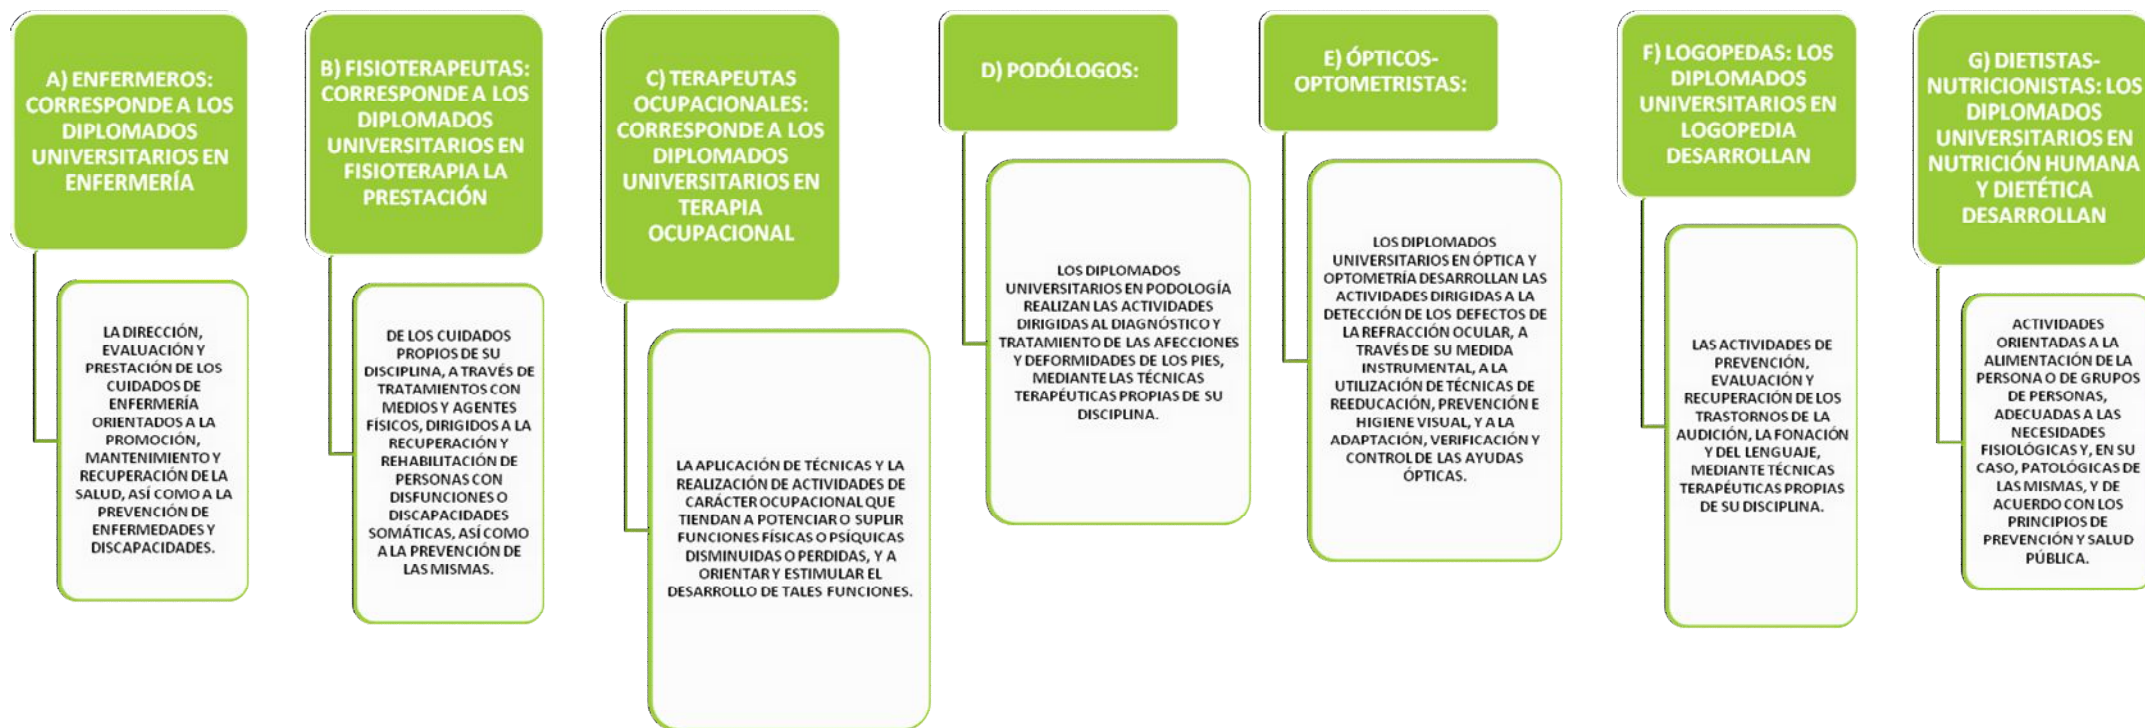 A) ENFERMEROS:
CORRESPONDE A LOS
DIPLOMADOS
UNIVERSITARIOS EN
ENFERMERÍA
LA DIRECCIÓN,
EVALUACIÓN Y
PRESTACIÓN DE LOS
CUIDADOS DE
ENFERMERÍA
ORIENTADOS A LA
PROMOCIÓN,
MANTENIMIENTO Y
RECUPERACIÓN DE LA
SALUD, ASÍ COMO A LA
PREVENCIÓN DE
ENFERMEDADES Y
DISCAPACIDADES.
B) FISIOTERAPEUTAS:
CORRESPONDE A LOS
DIPLOMADOS
UNIVERSITARIOS EN
FISIOTERAPIA LA
PRESTACIÓN
DE LOS CUIDADOS
PROPIOS DE SU
DISCIPLINA, A TRAVÉS DE
TRATAMIENTOS CON
MEDIOS Y AGENTES
FÍSICOS, DIRIGIDOS A LA
RECUPERACIÓN Y
REHABILITACIÓN DE
PERSONAS CON
DISFUNCIONES O
DISCAPACIDADES
SOMÁTICAS, ASÍ COMO
A LA PREVENCIÓN DE
LAS MISMAS.
C) TERAPEUTAS
OCUPACIONALES:
CORRESPONDE A LOS
DIPLOMADOS
UNIVERSITARIOS EN
TERAPIA
OCUPACIONAL
LA APLICACIÓN DE TÉCNICAS Y LA
REALIZACIÓN DE ACTIVIDADES DE
CARÁCTER OCUPACIONAL QUE
TIENDAN A POTENCIAR O SUPLIR
FUNCIONES FÍSICAS O PSÍQUICAS
DISMINUIDAS O PERDIDAS, Y A
ORIENTAR Y ESTIMULAR EL
DESARROLLO DE TALES FUNCIONES.
D) PODÓLOGOS:
LOS DIPLOMADOS
UNIVERSITARIOS EN PODOLOGÍA
REALIZAN LAS ACTIVIDADES
DIRIGIDAS AL DIAGNÓSTICO Y
TRATAMIENTO DE LAS AFECCIONES
Y DEFORMIDADES DE LOS PIES,
MEDIANTE LAS TÉCNICAS
TERAPÉUTICAS PROPIAS DE SU
DISCIPLINA.
E) ÓPTICOS-
OPTOMETRISTAS:
LOS DIPLOMADOS
UNIVERSITARIOS EN ÓPTICA Y
OPTOMETRÍA DESARROLLAN LAS
ACTIVIDADES DIRIGIDAS A LA
DETECCIÓN DE LOS DEFECTOS DE
LA REFRACCIÓN OCULAR, A
TRAVÉS DE SU MEDIDA
INSTRUMENTAL, A LA
UTILIZACIÓN DE TÉCNICAS DE
REEDUCACIÓN, PREVENCIÓN E
HIGIENE VISUAL, Y A LA
ADAPTACIÓN, VERIFICACIÓN Y
CONTROL DE LAS AYUDAS
ÓPTICAS.
F) LOGOPEDAS: LOS
DIPLOMADOS
UNIVERSITARIOS EN
LOGOPEDIA
DESARROLLAN
LAS ACTIVIDADES DE
PREVENCIÓN,
EVALUACIÓN Y
RECUPERACIÓN DE LOS
TRASTORNOS DE LA
AUDICIÓN, LA FONACIÓN
Y DEL LENGUAJE,
MEDIANTE TÉCNICAS
TERAPÉUTICAS PROPIAS
DE SU DISCIPLINA.
G) DIETISTAS-
NUTRICIONISTAS: LOS
DIPLOMADOS
UNIVERSITARIOS EN
NUTRICIÓN HUMANA
Y DIETÉTICA
DESARROLLAN
ACTIVIDADES
ORIENTADAS A LA
ALIMENTACIÓN DE LA
PERSONA O DE GRUPOS
DE PERSONAS,
ADECUADAS A LAS
NECESIDADES
FISIOLÓGICAS Y, EN SU
CASO, PATOLÓGICAS DE
LAS MISMAS, Y DE
ACUERDO CON LOS
PRINCIPIOS DE
PREVENCIÓN Y SALUD
PÚBLICA.